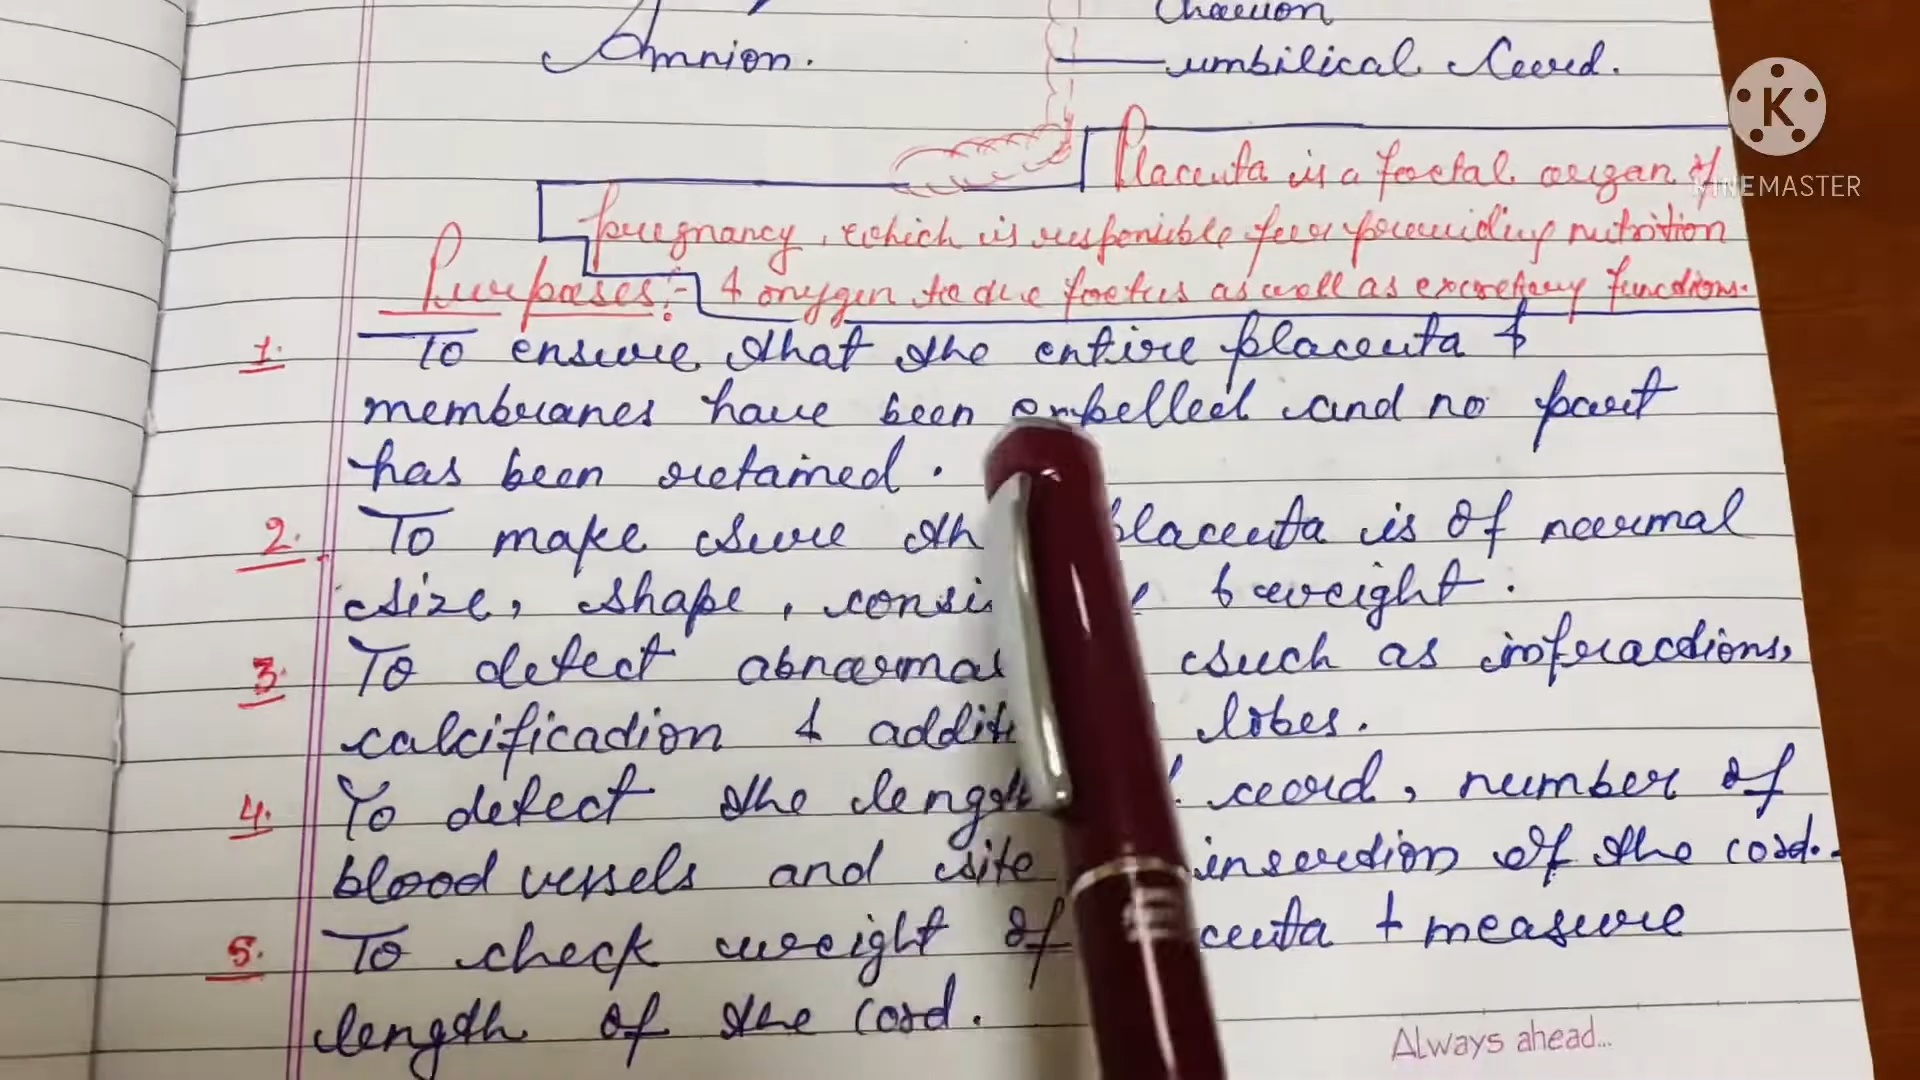 Chorion
Amnion.
umbilical Cord.
Placenta is a foetal organ of
pregnancy, which is responsible for providing nutrition
Purposes:- & oxygen to the foetus as well as excretory functions.
1. To ensure that the entire placenta &
membranes have been expelled and no part
has been retained.
2. To make sure th placenta is of normal
size, shape, consi & weight.
3. To detect abnormal such as infractions,
calcification & addit lobes.
4. To detect the length cord, number of
blood vessels and site insertion of the cord.
5. To check weight of centa & measure
length of the cord.
Always ahead...
K
KINEMASTER